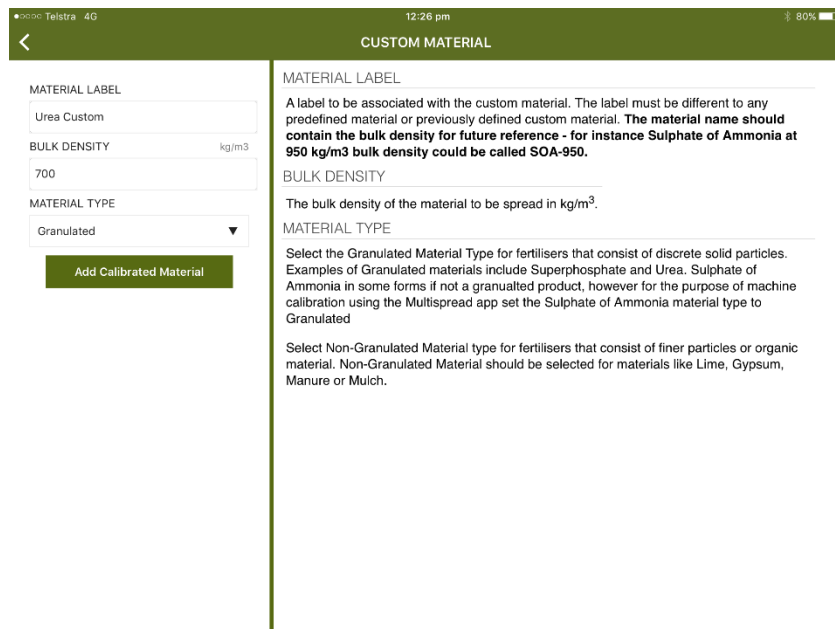 Telstra 4G
12:26 pm
80%
CUSTOM MATERIAL
MATERIAL LABEL
Urea Custom
BULK DENSITY kg/m3
700
MATERIAL TYPE
Granulated
Add Calibrated Material
MATERIAL LABEL
A label to be associated with the custom material. The label must be different to any
predefined material or previously defined custom material. The material name should
contain the bulk density for future reference - for instance Sulphate of Ammonia at
950 kg/m3 bulk density could be called SOA-950.
BULK DENSITY
The bulk density of the material to be spread in kg/m³.
MATERIAL TYPE
Select the Granulated Material Type for fertilisers that consist of discrete solid particles.
Examples of Granulated materials include Superphosphate and Urea. Sulphate of
Ammonia in some forms if not a granualted product, however for the purpose of machine
calibration using the Multispread app set the Sulphate of Ammonia material type to
Granulated
Select Non-Granulated Material type for fertilisers that consist of finer particles or organic
material. Non-Granulated Material should be selected for materials like Lime, Gypsum,
Manure or Mulch.